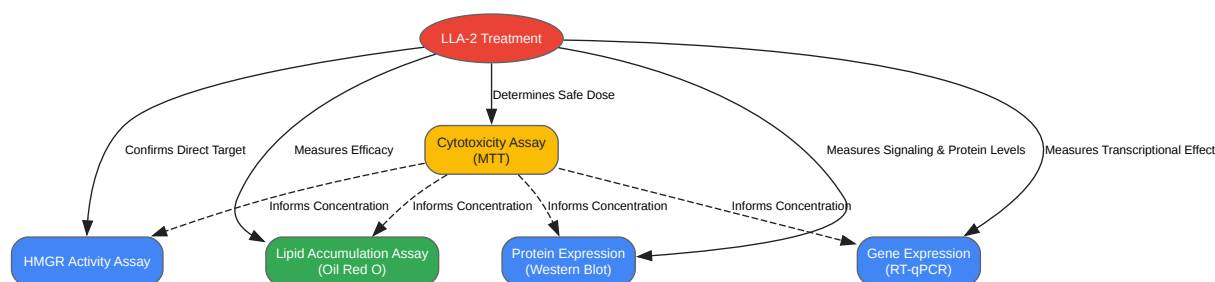 LLA-2 Treatment
Determines Safe Dose
Cytotoxicity Assay
(MTT)
Confirms Direct Target
Measures Efficacy
Measures Signaling & Protein Levels
Measures Transcriptional Effect
Informs Concentration
Informs Concentration
Informs Concentration
Informs Concentration
HMGR Activity Assay
Lipid Accumulation Assay
(Oil Red O)
Protein Expression
(Western Blot)
Gene Expression
(RT-qPCR)